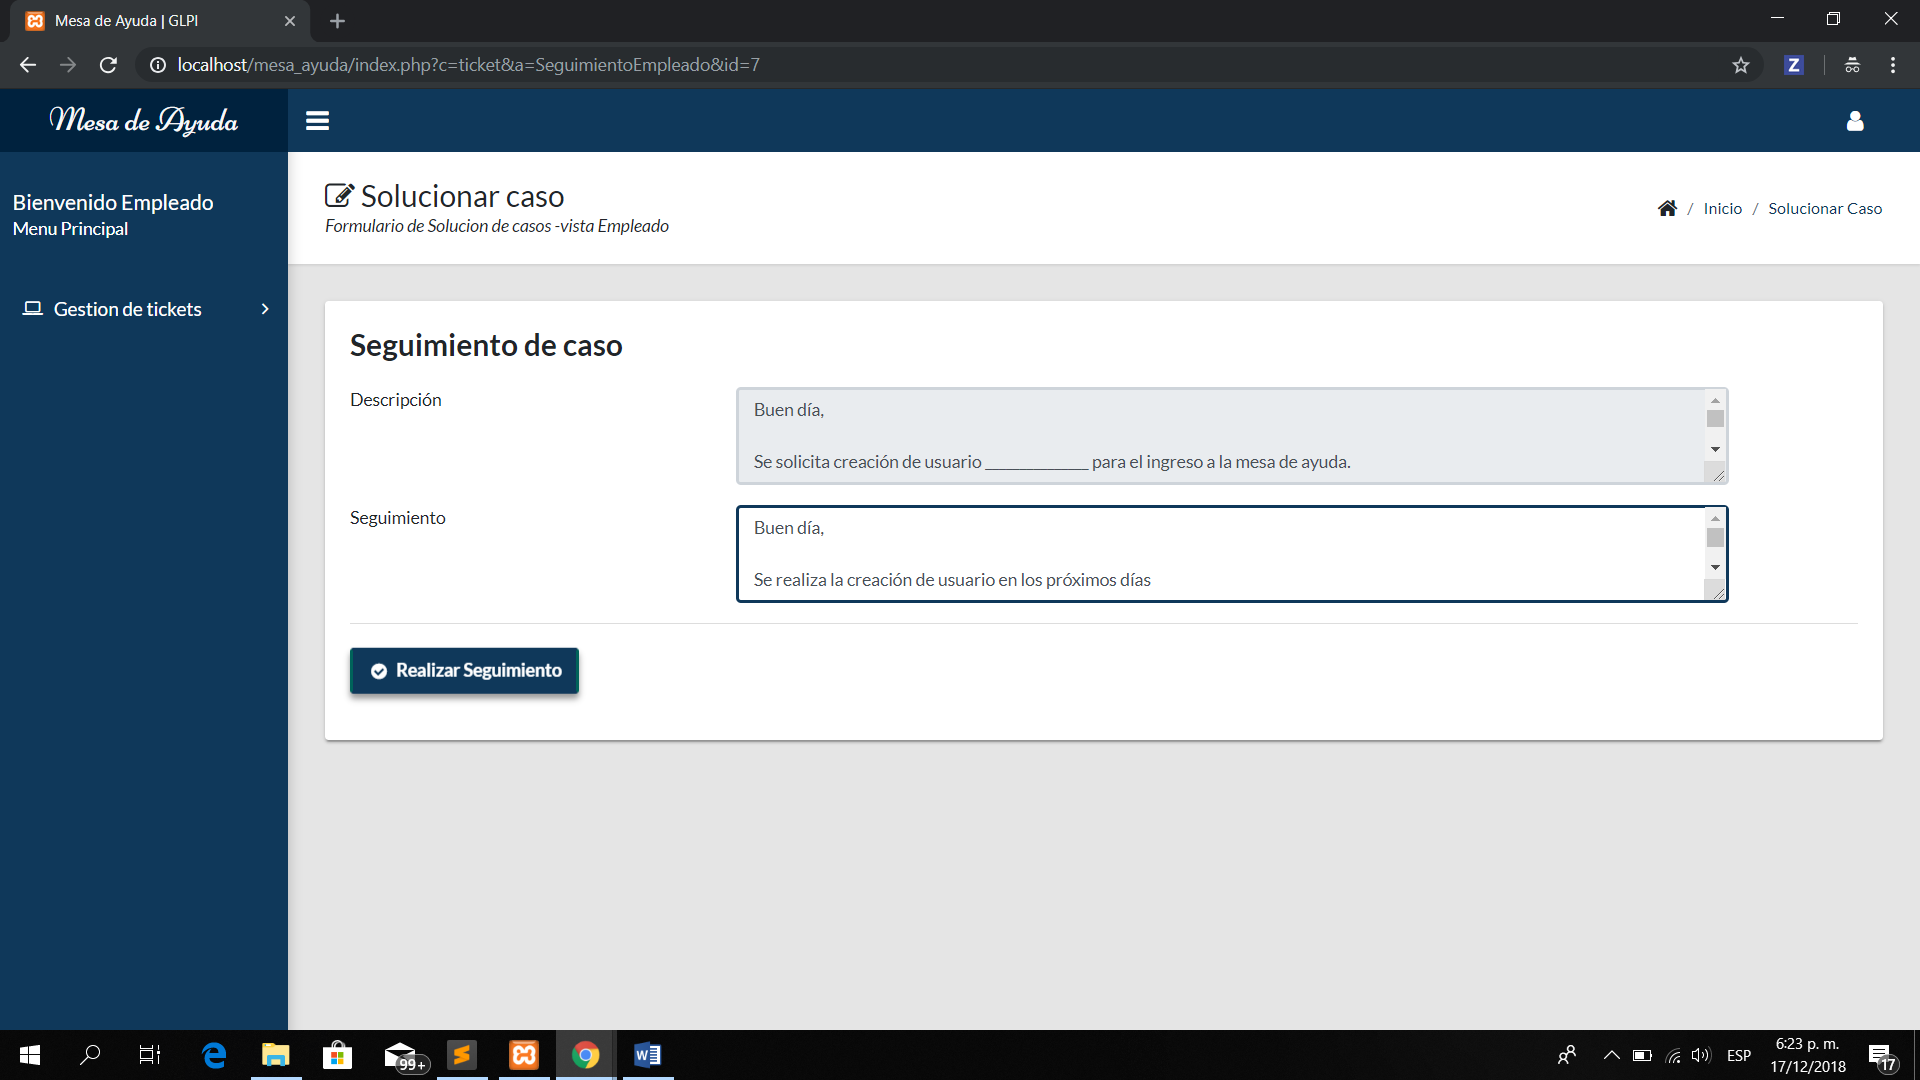 Mesa de Ayuda | GLPI
localhost/mesa_ayuda/index.php?c=ticket&a=SeguimientoEmpleado&id=7
Z
Mesa de Ayuda
Bienvenido Empleado
Menu Principal
Gestion de tickets
Solucionar caso
Formulario de Solucion de casos -vista Empleado
/ Inicio / Solucionar Caso
Seguimiento de caso
Descripción
Buen día,
Se solicita creación de usuario ____________ para el ingreso a la mesa de ayuda.
Seguimiento
Buen día,
Se realiza la creación de usuario en los próximos días
Realizar Seguimiento
99+
ESP
6:23 p. m.
17/12/2018
17